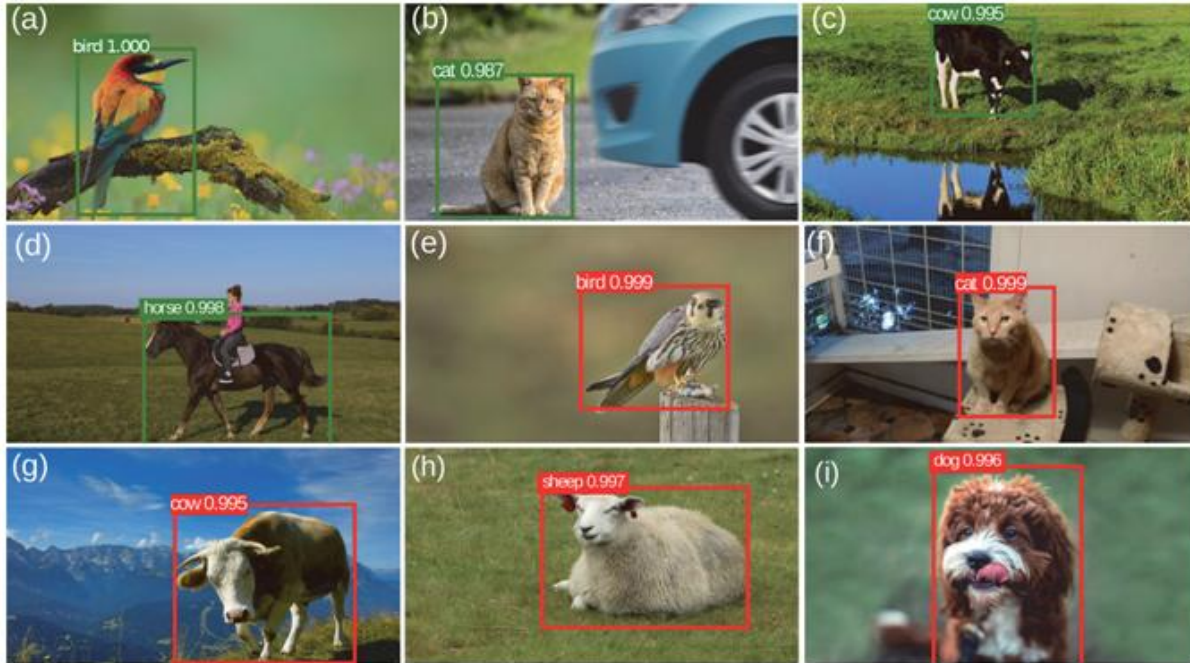 (a)
bird 1.000
(b)
cat 0.987
(c)
cow 0.995
(d)
horse 0.998
(e)
bird 0.999
(f)
cat 0.999
(g)
cow 0.995
(h)
sheep 0.997
(i)
dog 0.996